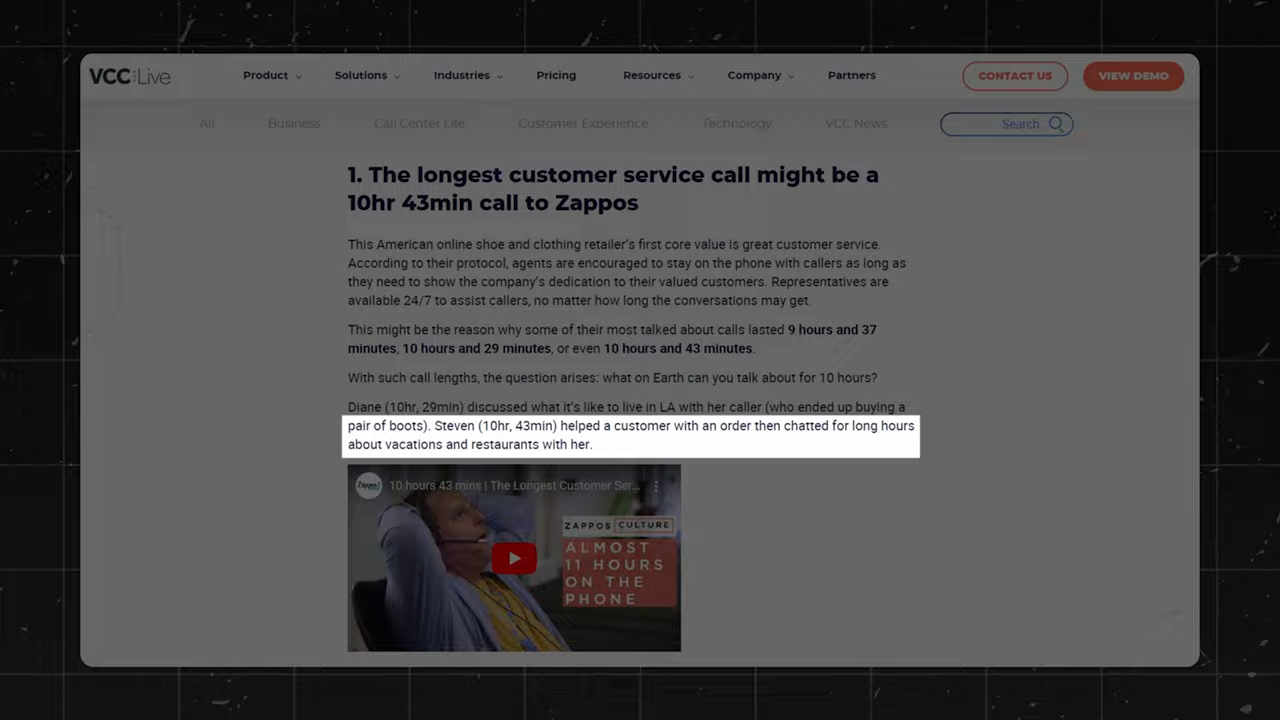 VCC Live
Product Solutions Industries Pricing Resources Company Partners CONTACT US VIEW DEMO
All Business Call Center Life Customer Experience Technology VCC News Search
1. The longest customer service call might be a
10hr 43min call to Zappos
This American online shoe and clothing retailer's first core value is great customer service.
According to their protocol, agents are encouraged to stay on the phone with callers as long as
they need to show the company's dedication to their valued customers. Representatives are
available 24/7 to assist callers, no matter how long the conversations may get.
This might be the reason why some of their most talked about calls lasted 9 hours and 37
minutes, 10 hours and 29 minutes, or even 10 hours and 43 minutes.
With such call lengths, the question arises: what on Earth can you talk about for 10 hours?
Diane (10hr, 29min) discussed what it's like to live in LA with her caller (who ended up buying a
pair of boots). Steven (10hr, 43min) helped a customer with an order then chatted for long hours
about vacations and restaurants with her.
Zappos
10 hours 43 mins | The Longest Customer Ser...
ZAPPOS CULTURE
ALMOST
11 HOURS
ON THE
PHONE